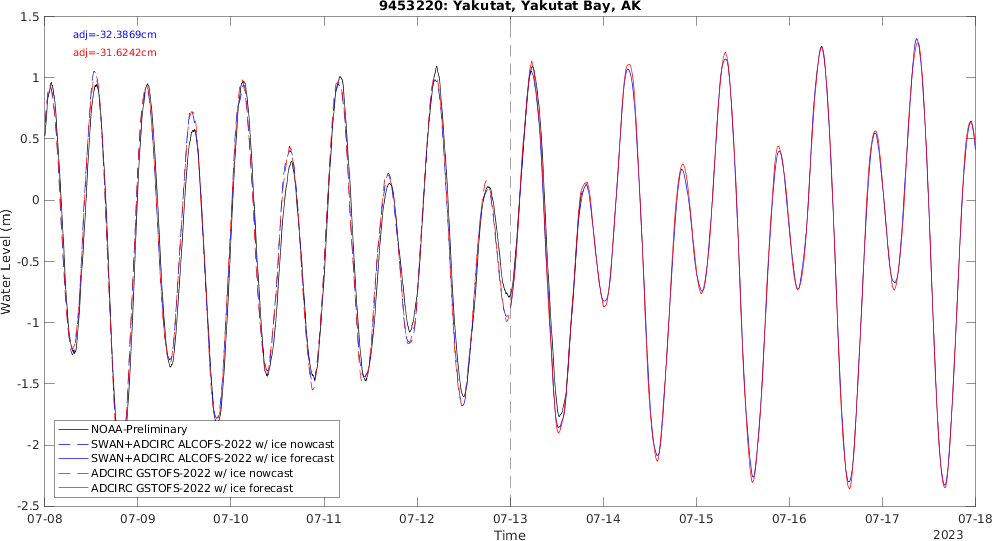 9453220: Yakutat, Yakutat Bay, AK
adj=-32.3869cm
adj=-31.6242cm
1.5
1
0.5
0
-0.5
-1
-1.5
-2
-2.5
Water Level (m)
NOAA-Preliminary
SWAN+ADCIRC ALCOFS-2022 w/ ice nowcast
SWAN+ADCIRC ALCOFS-2022 w/ ice forecast
ADCIRC GSTOFS-2022 w/ ice nowcast
ADCIRC GSTOFS-2022 w/ ice forecast
07-08 07-09 07-10 07-11 07-12 07-13 07-14 07-15 07-16 07-17 07-18
Time
2023